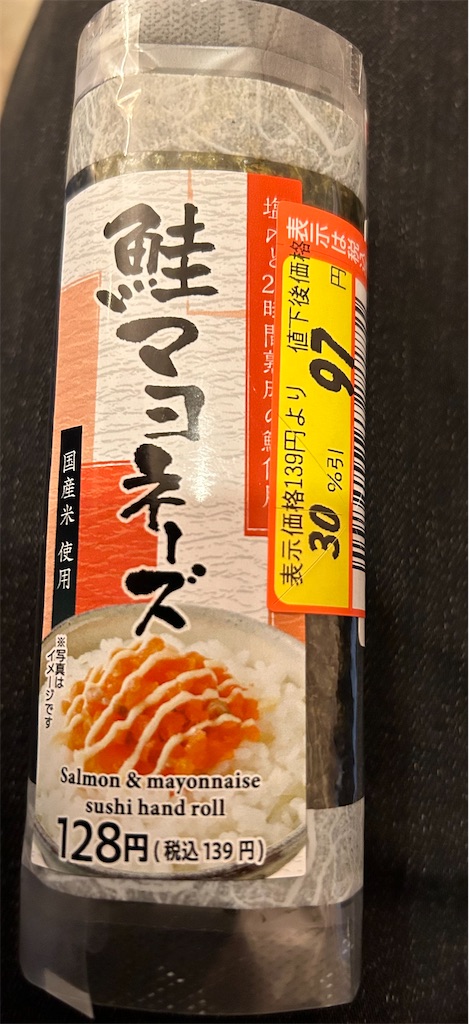 鮭マヨネーズ
国産米 使用
※写真は
イメージです
Salmon & mayonnaise
sushi hand roll
128円(税込139円)
表示は税込
表示価格139円より 値下後価格
30 %引 97 円